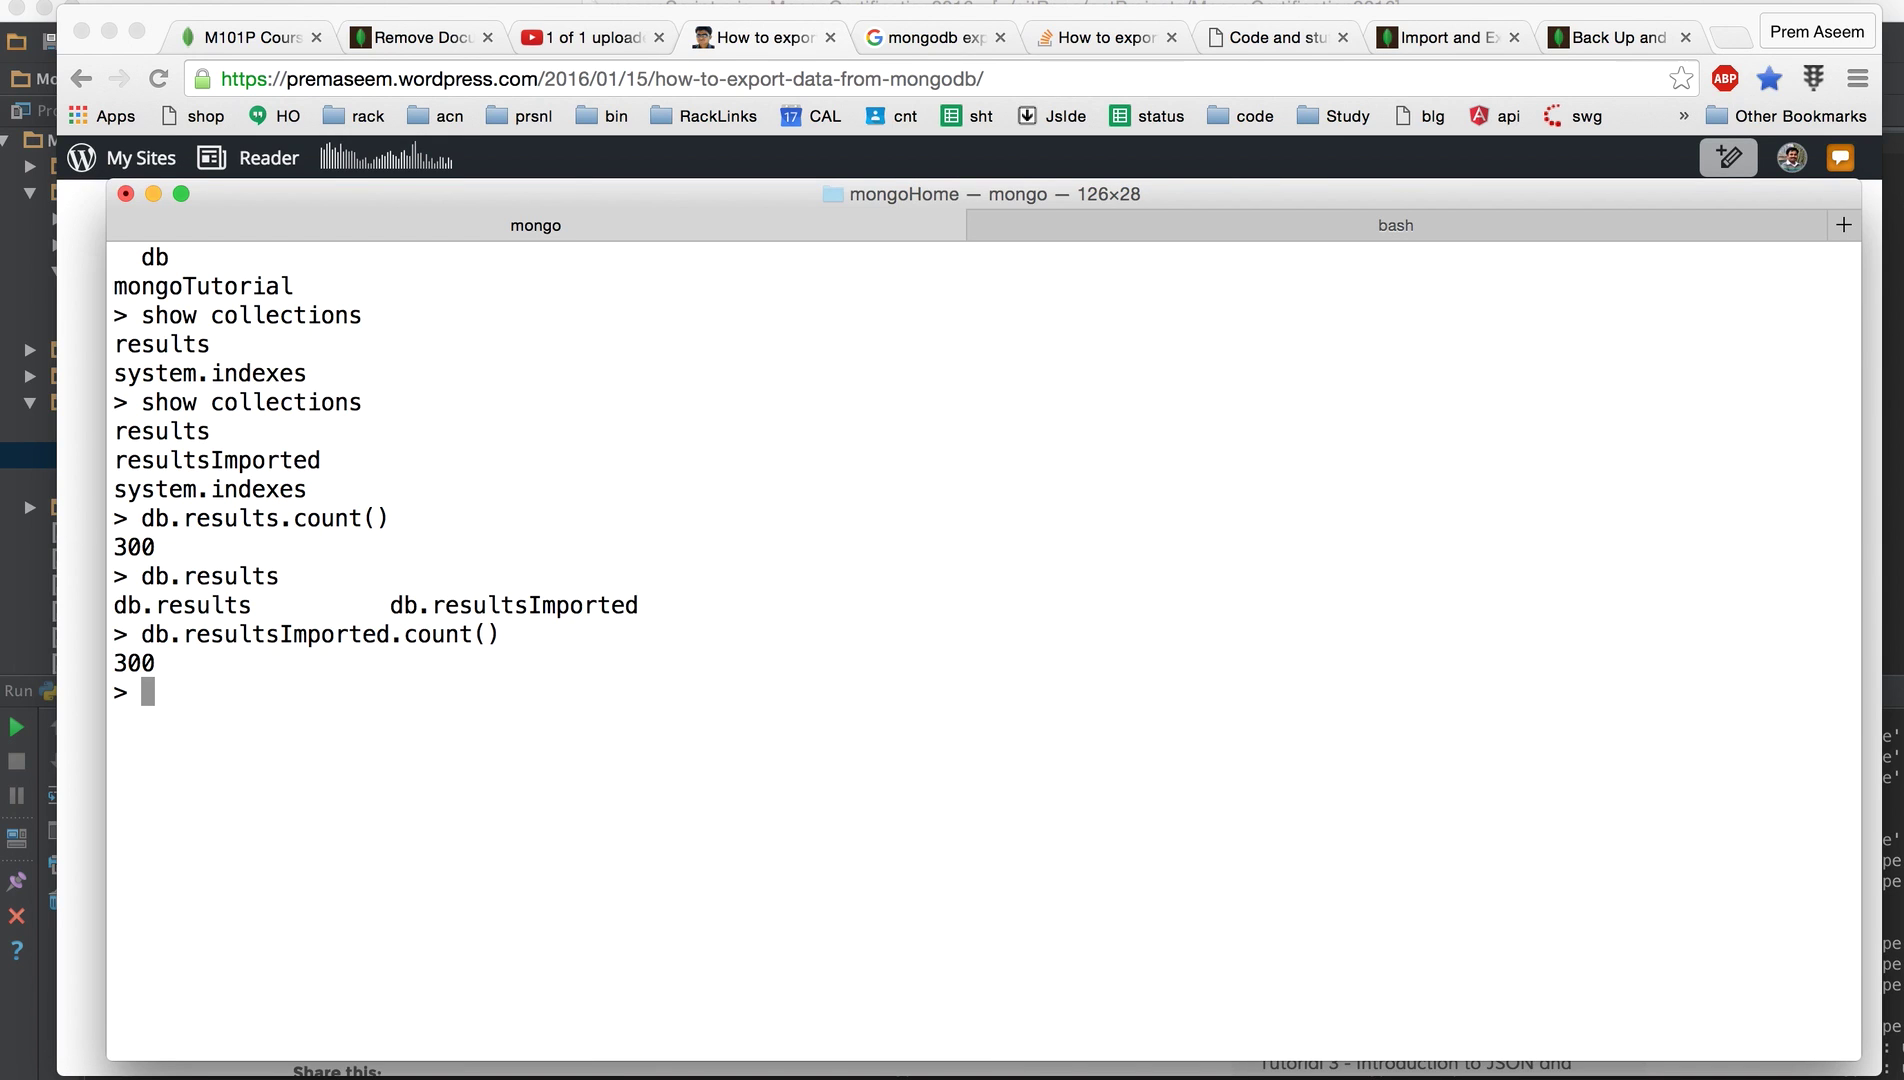 M101P Cours
Remove Docu
1 of 1 upload
How to expor
mongodb exp
How to expor
Code and stu
Import and Ex
Back Up and
Prem Aseem
https://premaseem.wordpress.com/2016/01/15/how-to-export-data-from-mongodb/
ABP
Apps
shop
HO
rack
acn
prsnl
bin
RackLinks
17 CAL
cnt
sht
JsIde
status
code
Study
blg
api
swg
»
Other Bookmarks
My Sites
Reader
mongoHome — mongo — 126×28
mongo
bash
db
mongoTutorial
> show collections
results
system.indexes
> show collections
results
resultsImported
system.indexes
> db.results.count()
300
> db.results
db.results db.resultsImported
> db.resultsImported.count()
300
>
Run
Share this:
Tutorial 3 - Introduction to JSON and